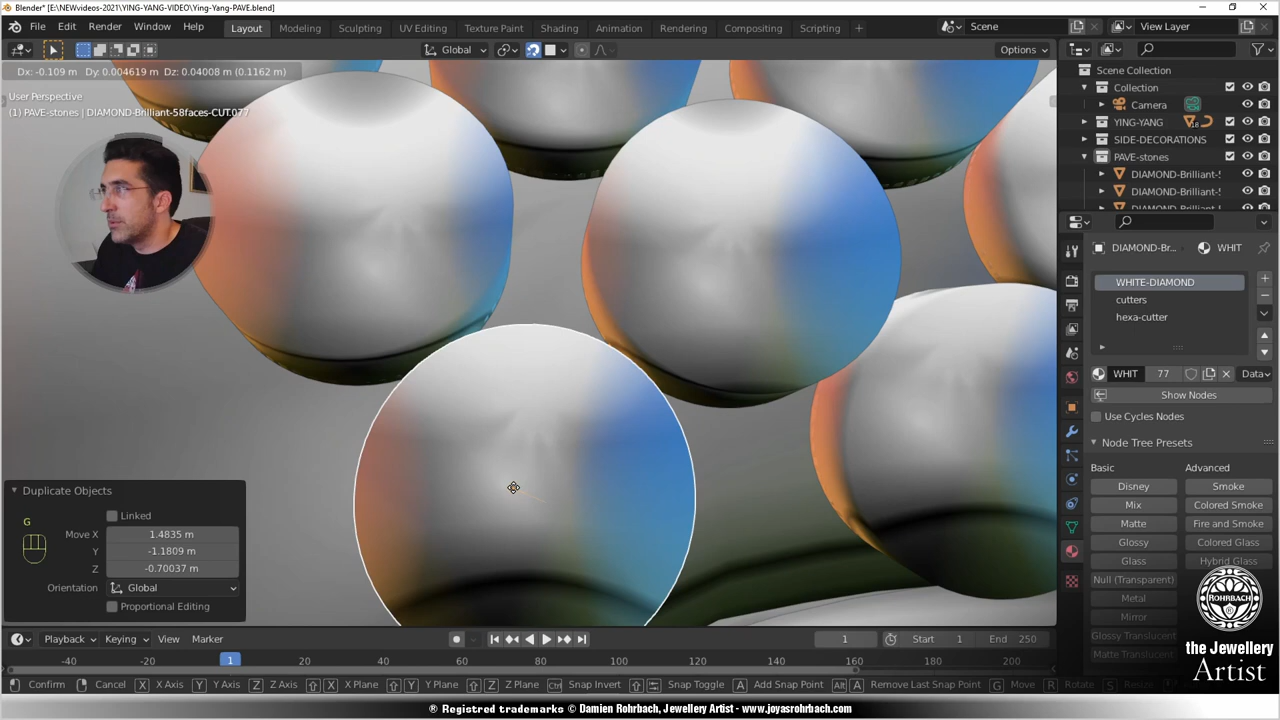 Blender* [E:\NEWvideos-2021\YING-YANG-VIDEO\Ying-Yang-PAVE.blend]
File Edit Render Window Help Layout Modeling Sculpting UV Editing Texture Paint Shading Animation Rendering Compositing Scripting + Scene View Layer
Global Options
Dx: -0.109 m Dy: 0.004619 m Dz: 0.04008 m (0.1162 m)
User Perspective
(1) PAVE-stones | DIAMOND-Brilliant-58faces-CUT.077
Scene Collection
Collection
Camera
YING-YANG 18
SIDE-DECORATIONS
PAVE-stones
DIAMOND-Brilliant-
DIAMOND-Brilliant-
DIAMOND-Brilliant-
DIAMOND-Br... WHIT
WHITE-DIAMOND
cutters
hexa-cutter
WHIT 77 Data
Show Nodes
Use Cycles Nodes
Node Tree Presets
Basic Advanced
Disney Smoke
Mix Colored Smoke
Matte Fire and Smoke
Glossy Colored Glass
Glass Hybrid Glass
Null (Transparent)
Metal
Mirror
Glossy Translucent
Matte Translucent
ROHRBACH
the Jewellery
Artist
Duplicate Objects
Linked
G
Move X 1.4835 m
Y -1.1809 m
Z -0.70037 m
Orientation Global
Proportional Editing
Playback Keying View Marker 1 Start 1 End 250
-40 -20 1 20 40 60 80 100 120 140 160 180 200
Confirm Cancel X X Axis Y Y Axis Z Z Axis X X Plane Y Y Plane Z Z Plane Ctrl Snap Invert Snap Toggle A Add Snap Point Alt A Remove Last Snap Point G Move R Rotate S Resize
® Registered trademarks © Damien Rohrbach, Jewellery Artist - www.joyasrohrbach.com